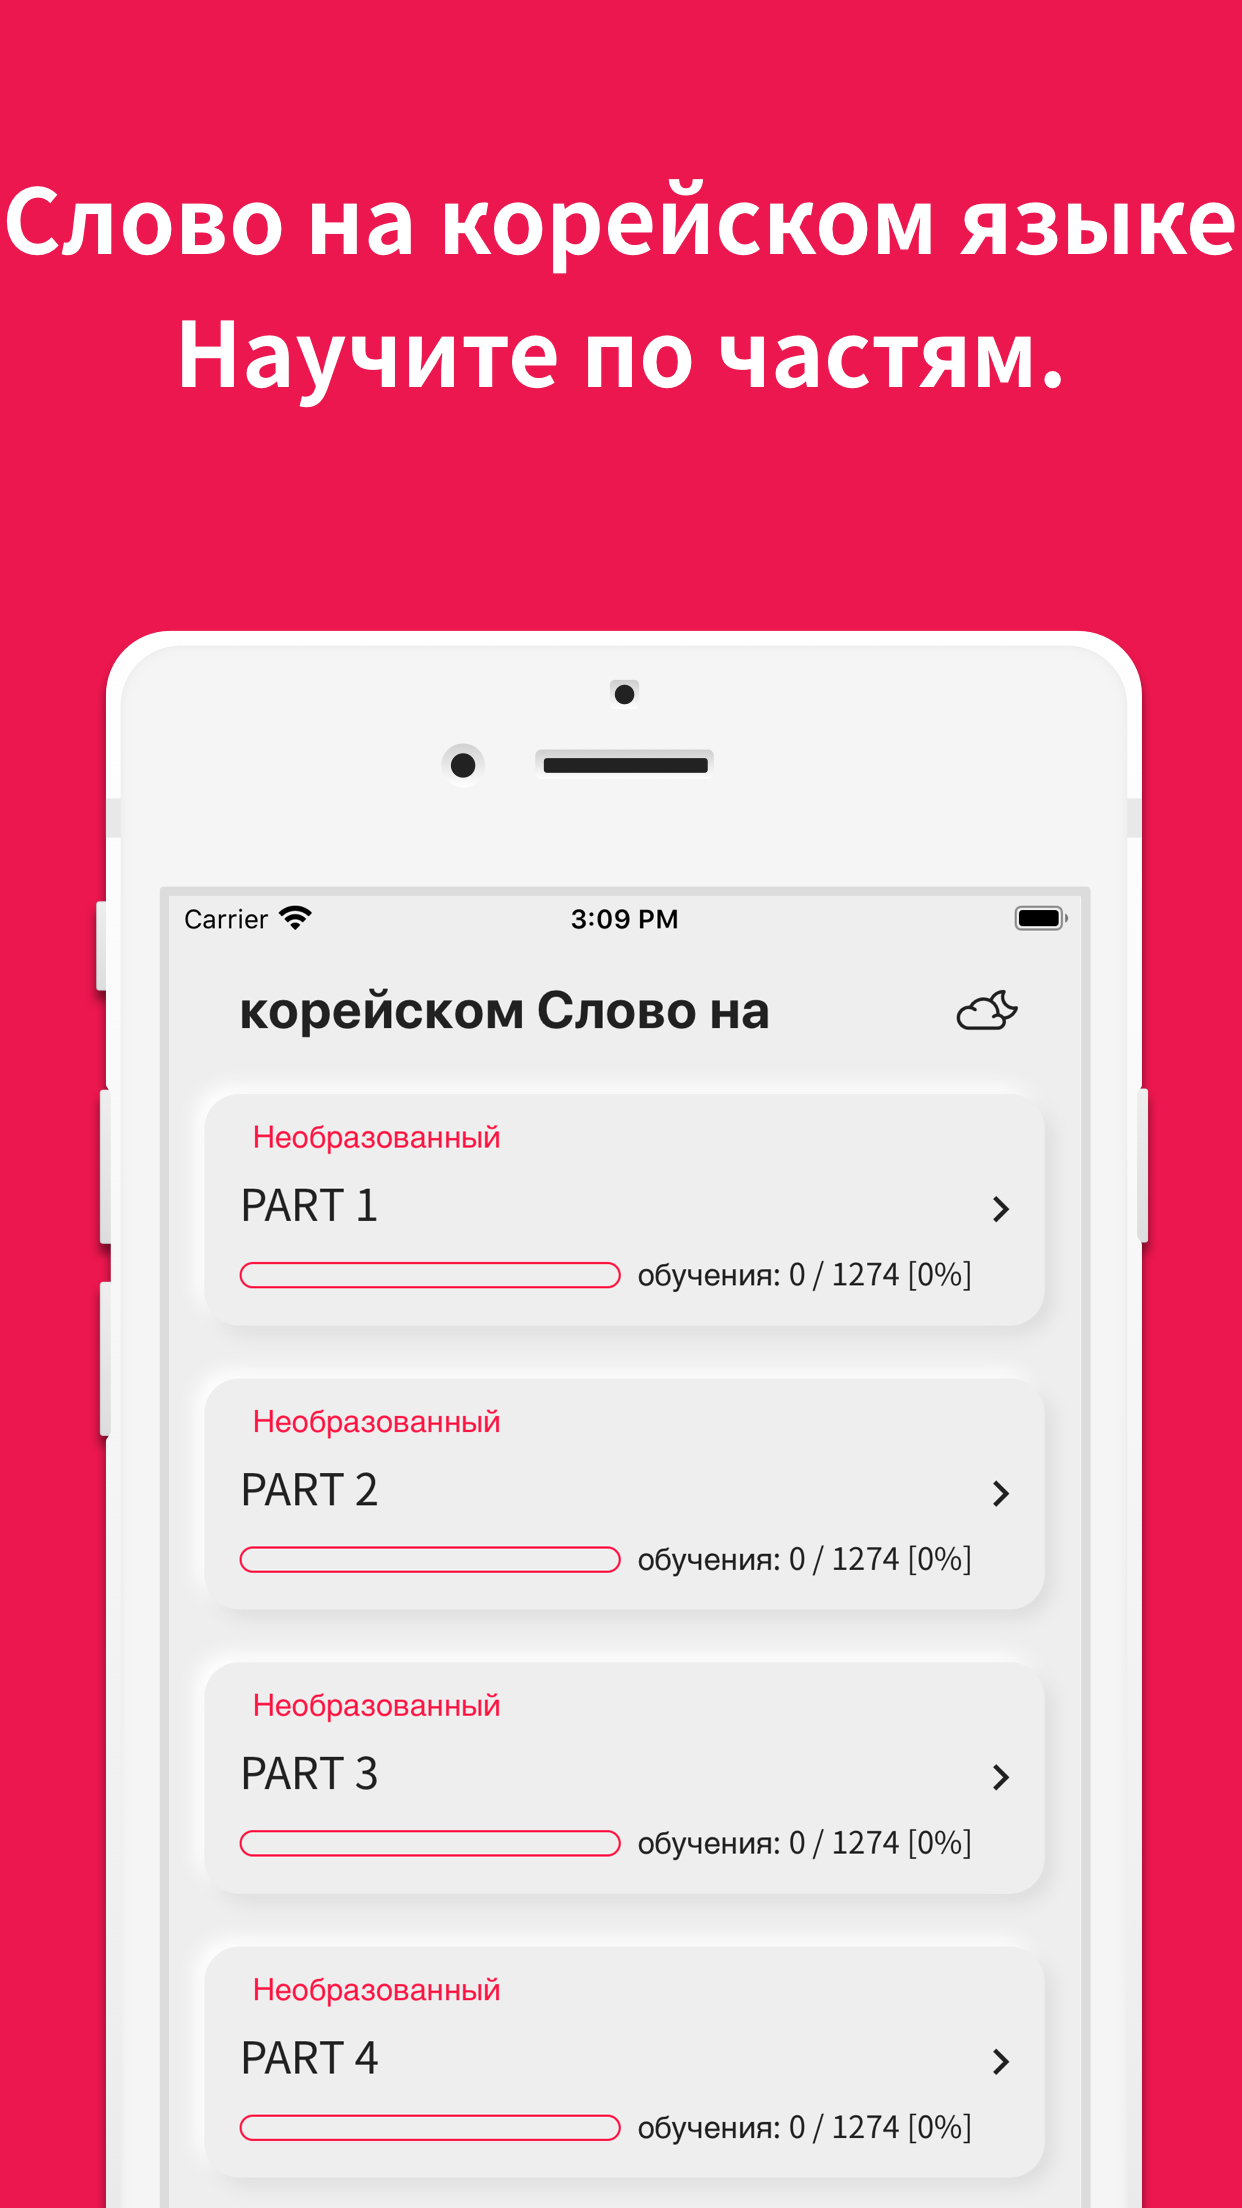 Слово на корейском языке
Научите по частям.
Carrier 3:09 PM
корейском Слово на
Необразованный
PART 1
обучения: 0 / 1274 [0%]
Необразованный
PART 2
обучения: 0 / 1274 [0%]
Необразованный
PART 3
обучения: 0 / 1274 [0%]
Необразованный
PART 4
обучения: 0 / 1274 [0%]